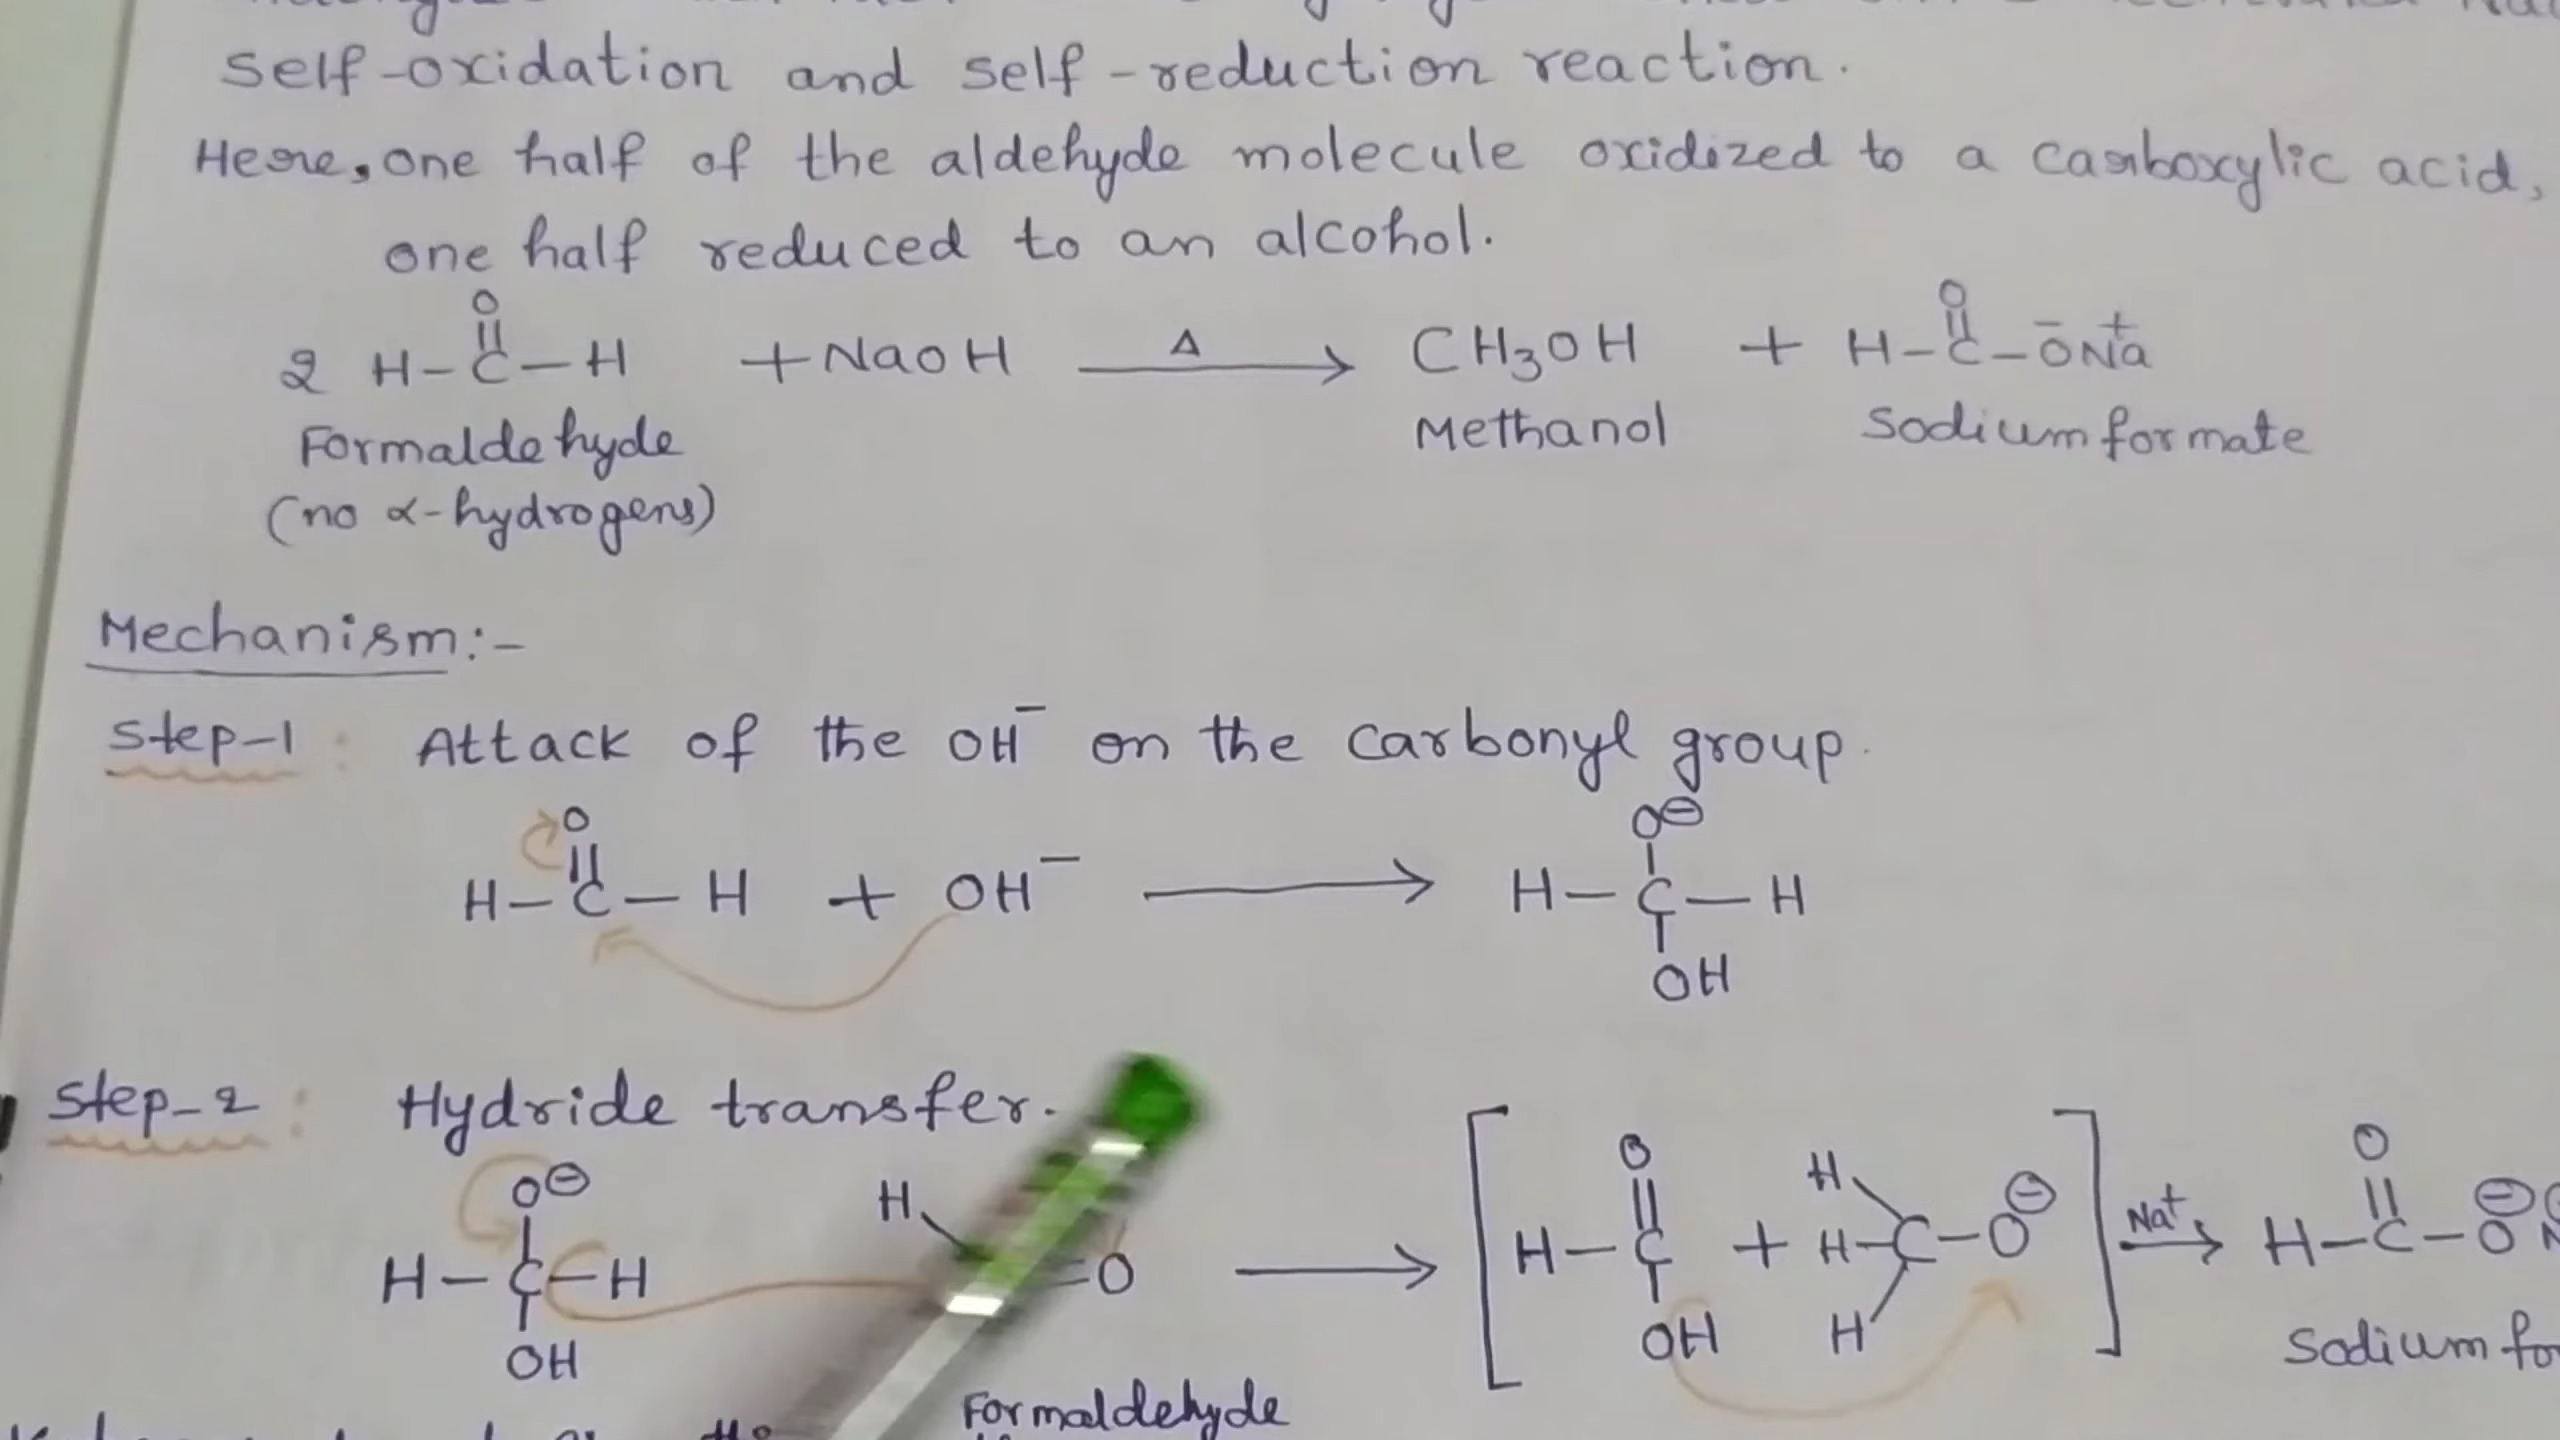 self-oxidation and self-reduction reaction.
Here, one half of the aldehyde molecule oxidized to a carboxylic acid,
one half reduced to an alcohol.
O
2 H-C-H +NaOH Δ CH3OH + H-C-ŌNa+
Formaldehyde Methanol Sodium formate
(no α-hydrogens)
Mechanism:-
Step-1: Attack of the OH- on the carbonyl group.
O O⊖
H-C-H + OH- → H-C-H
OH
Step-2: Hydride transfer.
O⊖ H O H O
H-C-H =O → [H-C + H-C-O⊖] Na+ → H-C-O⊖
OH OH H Sodium fo
Formaldehyde